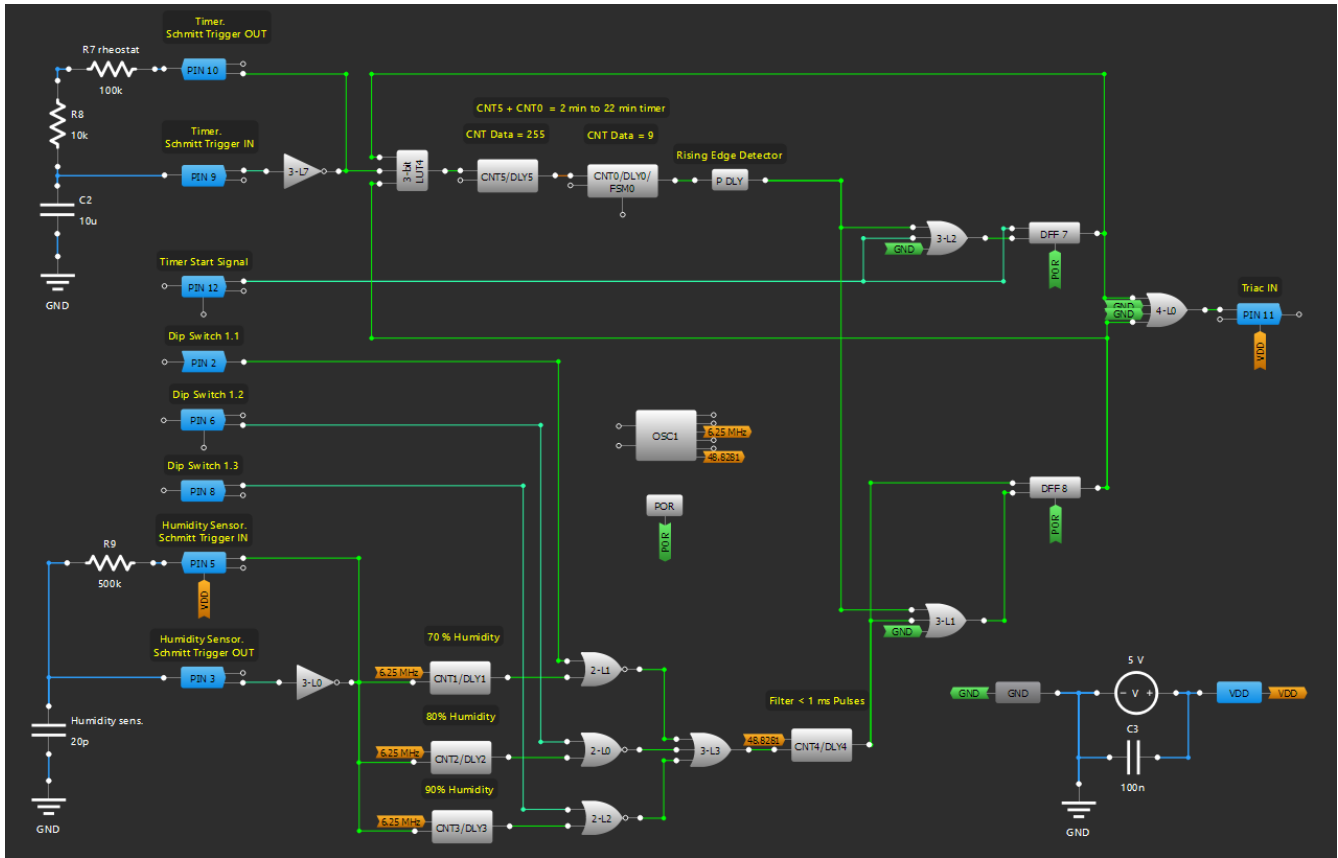 Timer.
Schmitt Trigger OUT
R7 rheostat
PIN 10
100k
R8
10k
CNT5 + CNT0 = 2 min to 22 min timer
Timer.
Schmitt Trigger IN
CNT Data = 255
CNT Data = 9
Rising Edge Detector
PIN 9
3-L7
3-bit
LUT4
CNT5/DLY5
CNT0/DLY0/
FSM0
P DLY
C2
10u
GND
3-L2
GND
DFF 7
POR
Timer Start Signal
PIN 12
GND
GND
4-L0
Triac IN
PIN 11
VDD
Dip Switch 1.1
PIN 2
Dip Switch 1.2
PIN 6
OSC1
6.25 MHz
48.8281
Dip Switch 1.3
PIN 8
DFF 8
POR
POR
POR
Humidity Sensor.
Schmitt Trigger IN
R9
500k
PIN 5
VDD
Humidity Sensor.
Schmitt Trigger OUT
PIN 3
3-L0
70 % Humidity
6.25 MHz
CNT1/DLY1
2-L1
3-L1
GND
Humidity sens.
20p
GND
80% Humidity
6.25 MHz
CNT2/DLY2
2-L0
3-L3
Filter < 1 ms Pulses
48.8281
CNT4/DLY4
90% Humidity
6.25 MHz
CNT3/DLY3
2-L2
5 V
GND
GND
- V +
VDD
VDD
C3
100n
GND